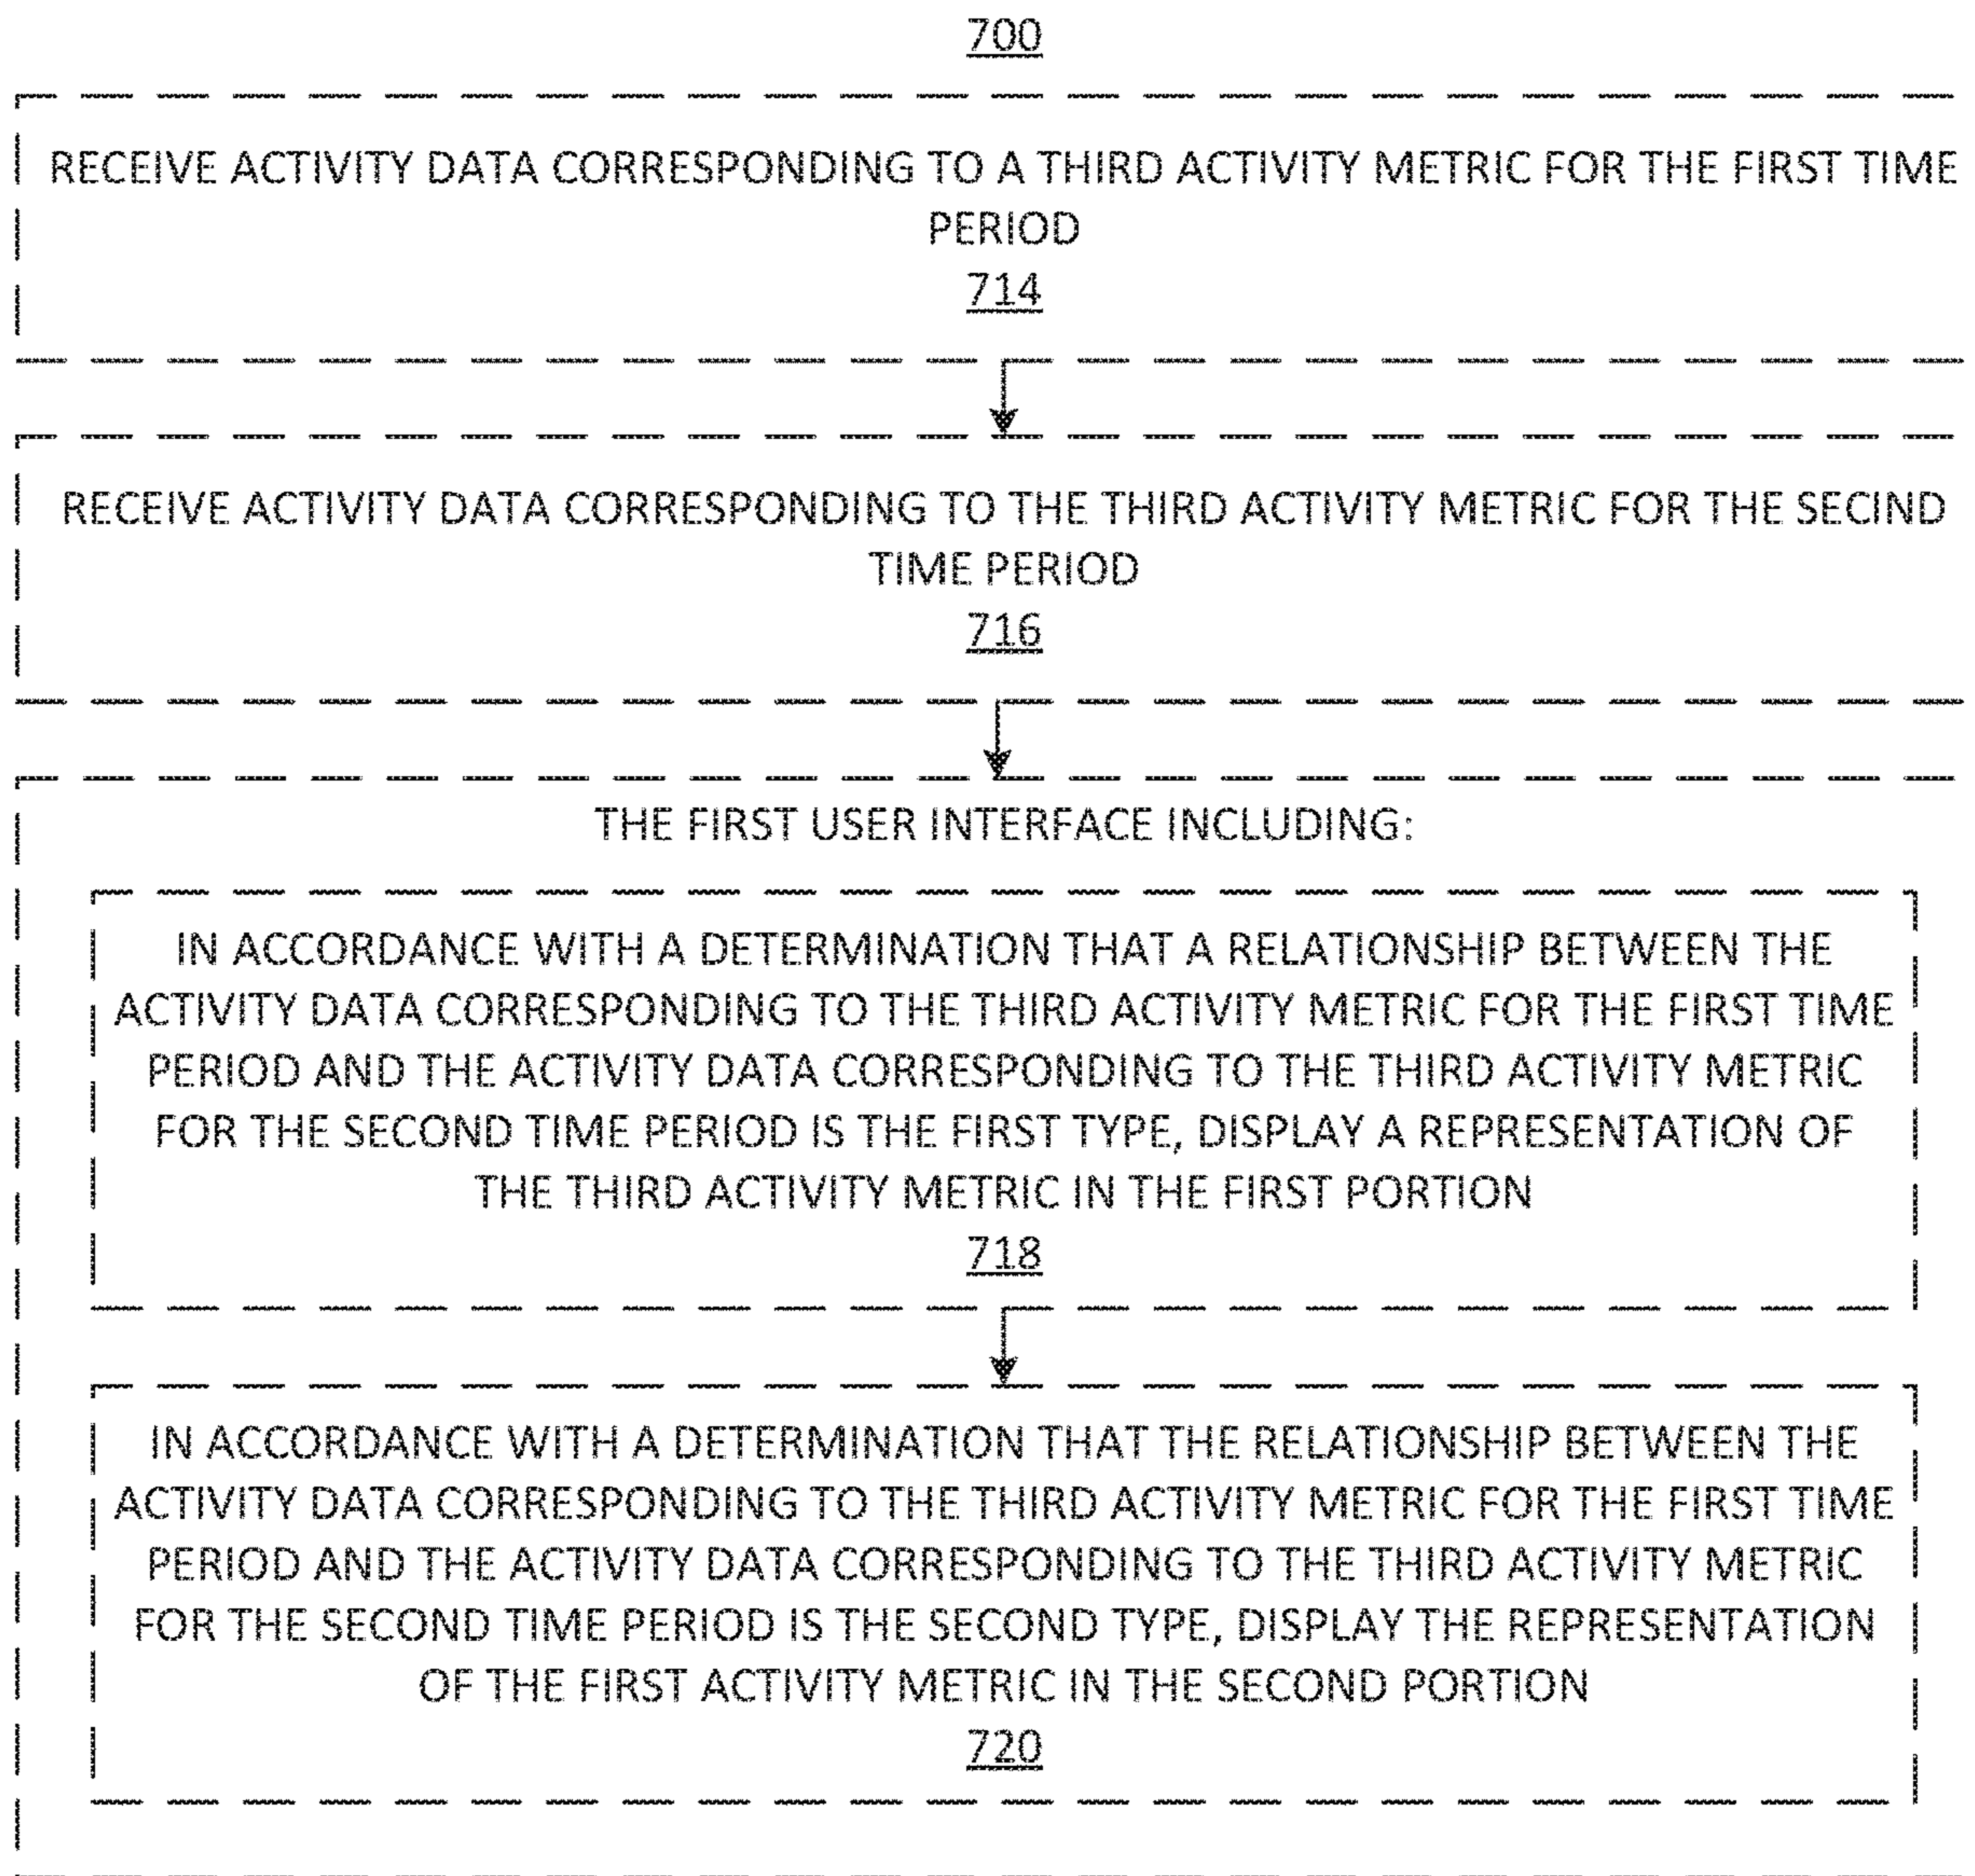 700
RECEIVE ACTIVITY DATA CORRESPONDING TO A THIRD ACTIVITY METRIC FOR THE FIRST TIME
PERIOD
714
RECEIVE ACTIVITY DATA CORRESPONDING TO THE THIRD ACTIVITY METRIC FOR THE SECIND
TIME PERIOD
716
THE FIRST USER INTERFACE INCLUDING:
IN ACCORDANCE WITH A DETERMINATION THAT A RELATIONSHIP BETWEEN THE
ACTIVITY DATA CORRESPONDING TO THE THIRD ACTIVITY METRIC FOR THE FIRST TIME
PERIOD AND THE ACTIVITY DATA CORRESPONDING TO THE THIRD ACTIVITY METRIC
FOR THE SECOND TIME PERIOD IS THE FIRST TYPE, DISPLAY A REPRESENTATION OF
THE THIRD ACTIVITY METRIC IN THE FIRST PORTION
718
IN ACCORDANCE WITH A DETERMINATION THAT THE RELATIONSHIP BETWEEN THE
ACTIVITY DATA CORRESPONDING TO THE THIRD ACTIVITY METRIC FOR THE FIRST TIME
PERIOD AND THE ACTIVITY DATA CORRESPONDING TO THE THIRD ACTIVITY METRIC
FOR THE SECOND TIME PERIOD IS THE SECOND TYPE, DISPLAY THE REPRESENTATION
OF THE FIRST ACTIVITY METRIC IN THE SECOND PORTION
720